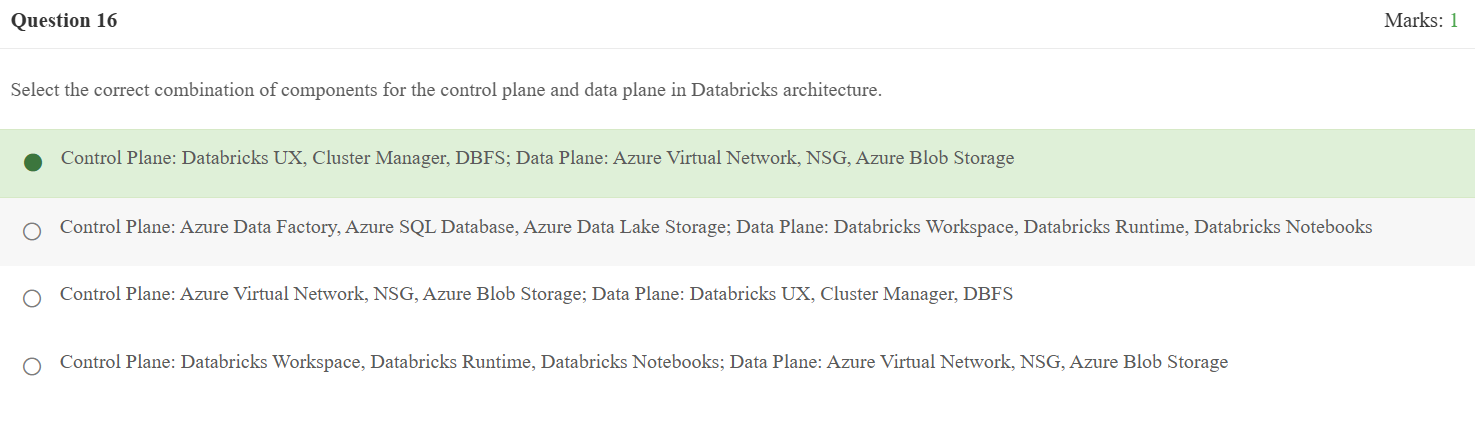 Question 16
Marks: 1
Select the correct combination of components for the control plane and data plane in Databricks architecture.
Control Plane: Databricks UX, Cluster Manager, DBFS; Data Plane: Azure Virtual Network, NSG, Azure Blob Storage
Control Plane: Azure Data Factory, Azure SQL Database, Azure Data Lake Storage; Data Plane: Databricks Workspace, Databricks Runtime, Databricks Notebooks
Control Plane: Azure Virtual Network, NSG, Azure Blob Storage; Data Plane: Databricks UX, Cluster Manager, DBFS
Control Plane: Databricks Workspace, Databricks Runtime, Databricks Notebooks; Data Plane: Azure Virtual Network, NSG, Azure Blob Storage